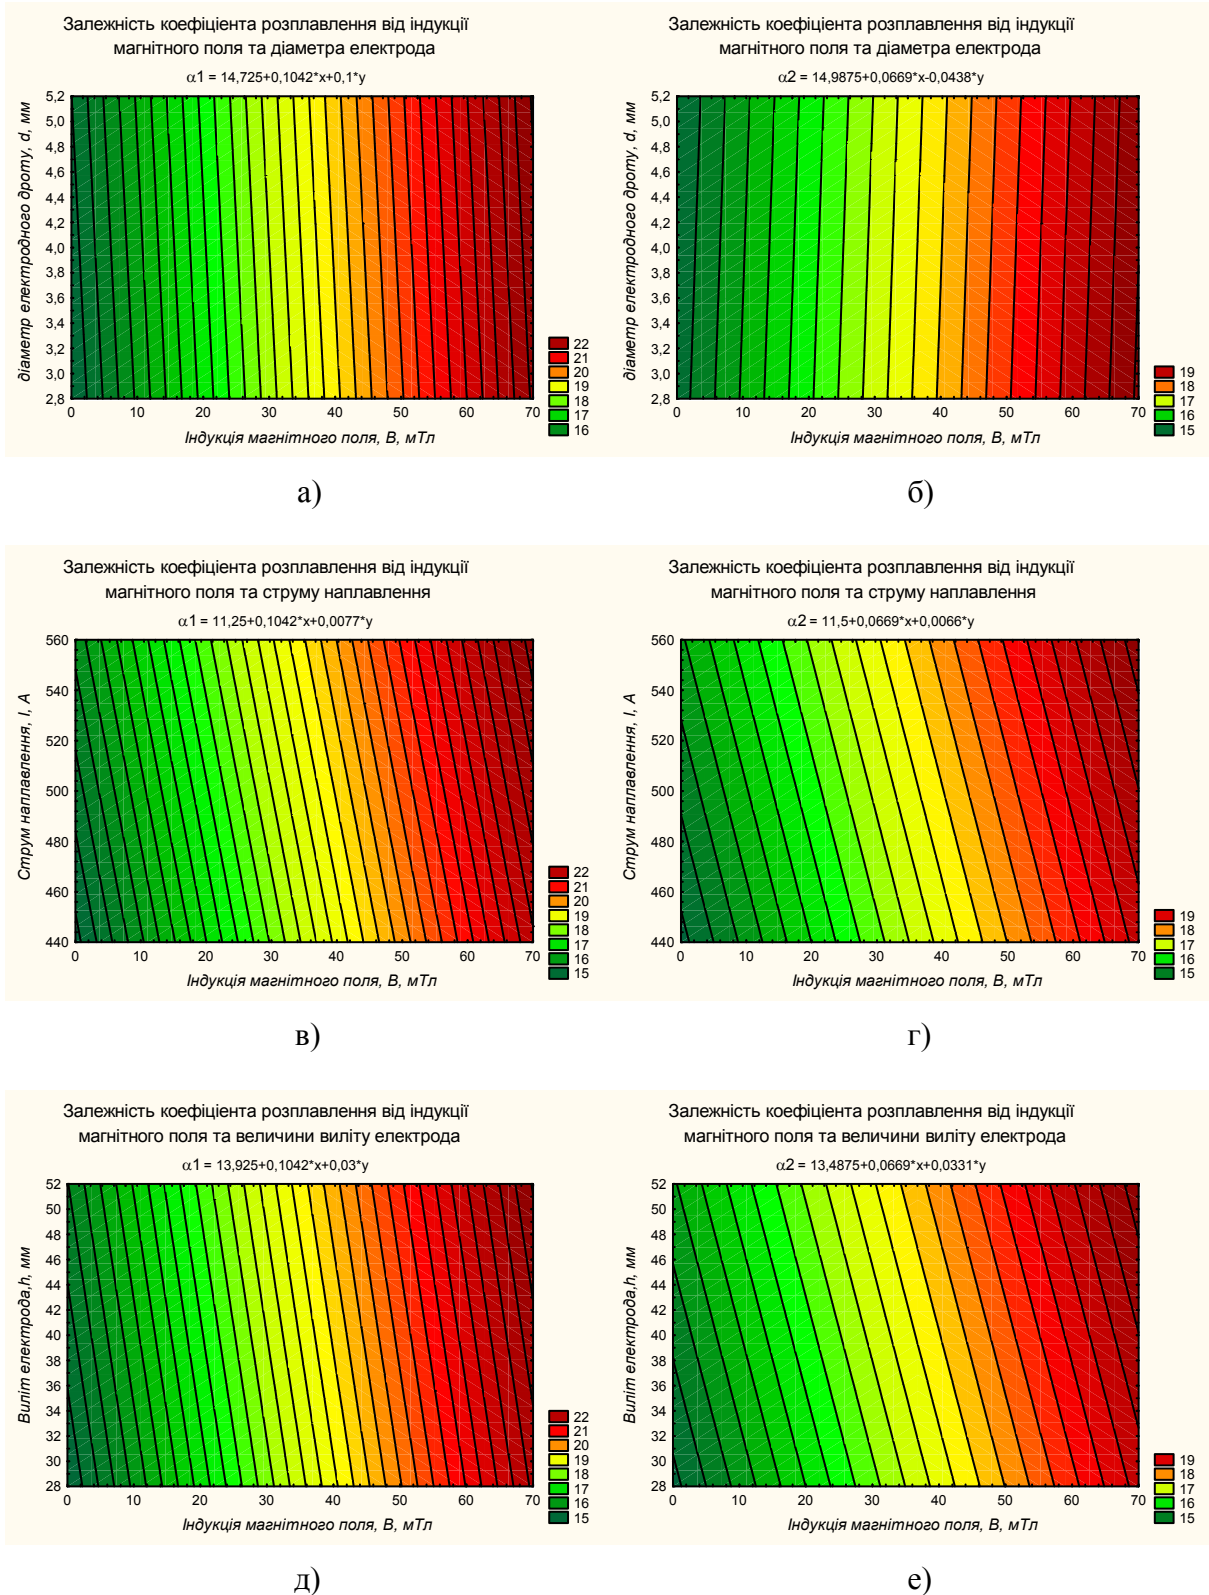 Залежність коефіцієнта розплавлення від індукції
магнітного поля та діаметра електрода
α1 = 14,725+0,1042*x+0,1*y
5,2
5,0
4,8
4,6
4,4
4,2
4,0
3,8
3,6
3,4
3,2
3,0
2,8
діаметр електродного дроту, d, мм
0 10 20 30 40 50 60 70
Індукція магнітного поля, В, мТл
22
21
20
19
18
17
16
а)
Залежність коефіцієнта розплавлення від індукції
магнітного поля та діаметра електрода
α2 = 14,9875+0,0669*x-0,0438*y
5,2
5,0
4,8
4,6
4,4
4,2
4,0
3,8
3,6
3,4
3,2
3,0
2,8
діаметр електродного дроту, d, мм
0 10 20 30 40 50 60 70
Індукція магнітного поля, В, мТл
19
18
17
16
15
б)
Залежність коефіцієнта розплавлення від індукції
магнітного поля та струму наплавлення
α1 = 11,25+0,1042*x+0,0077*y
560
540
520
500
480
460
440
Струм наплавлення, I, А
0 10 20 30 40 50 60 70
Індукція магнітного поля, В, мТл
22
21
20
19
18
17
16
15
в)
Залежність коефіцієнта розплавлення від індукції
магнітного поля та струму наплавлення
α2 = 11,5+0,0669*x+0,0066*y
560
540
520
500
480
460
440
Струм наплавлення, I, А
0 10 20 30 40 50 60 70
Індукція магнітного поля, В, мТл
19
18
17
16
15
г)
Залежність коефіцієнта розплавлення від індукції
магнітного поля та величини виліту електрода
α1 = 13,925+0,1042*x+0,03*y
52
50
48
46
44
42
40
38
36
34
32
30
28
Виліт електрода,h, мм
0 10 20 30 40 50 60 70
Індукція магнітного поля, В, мТл
22
21
20
19
18
17
16
15
д)
Залежність коефіцієнта розплавлення від індукції
магнітного поля та величини виліту електрода
α2 = 13,4875+0,0669*x+0,0331*y
52
50
48
46
44
42
40
38
36
34
32
30
28
Виліт електрода,h, мм
0 10 20 30 40 50 60 70
Індукція магнітного поля, В, мТл
19
18
17
16
15
е)